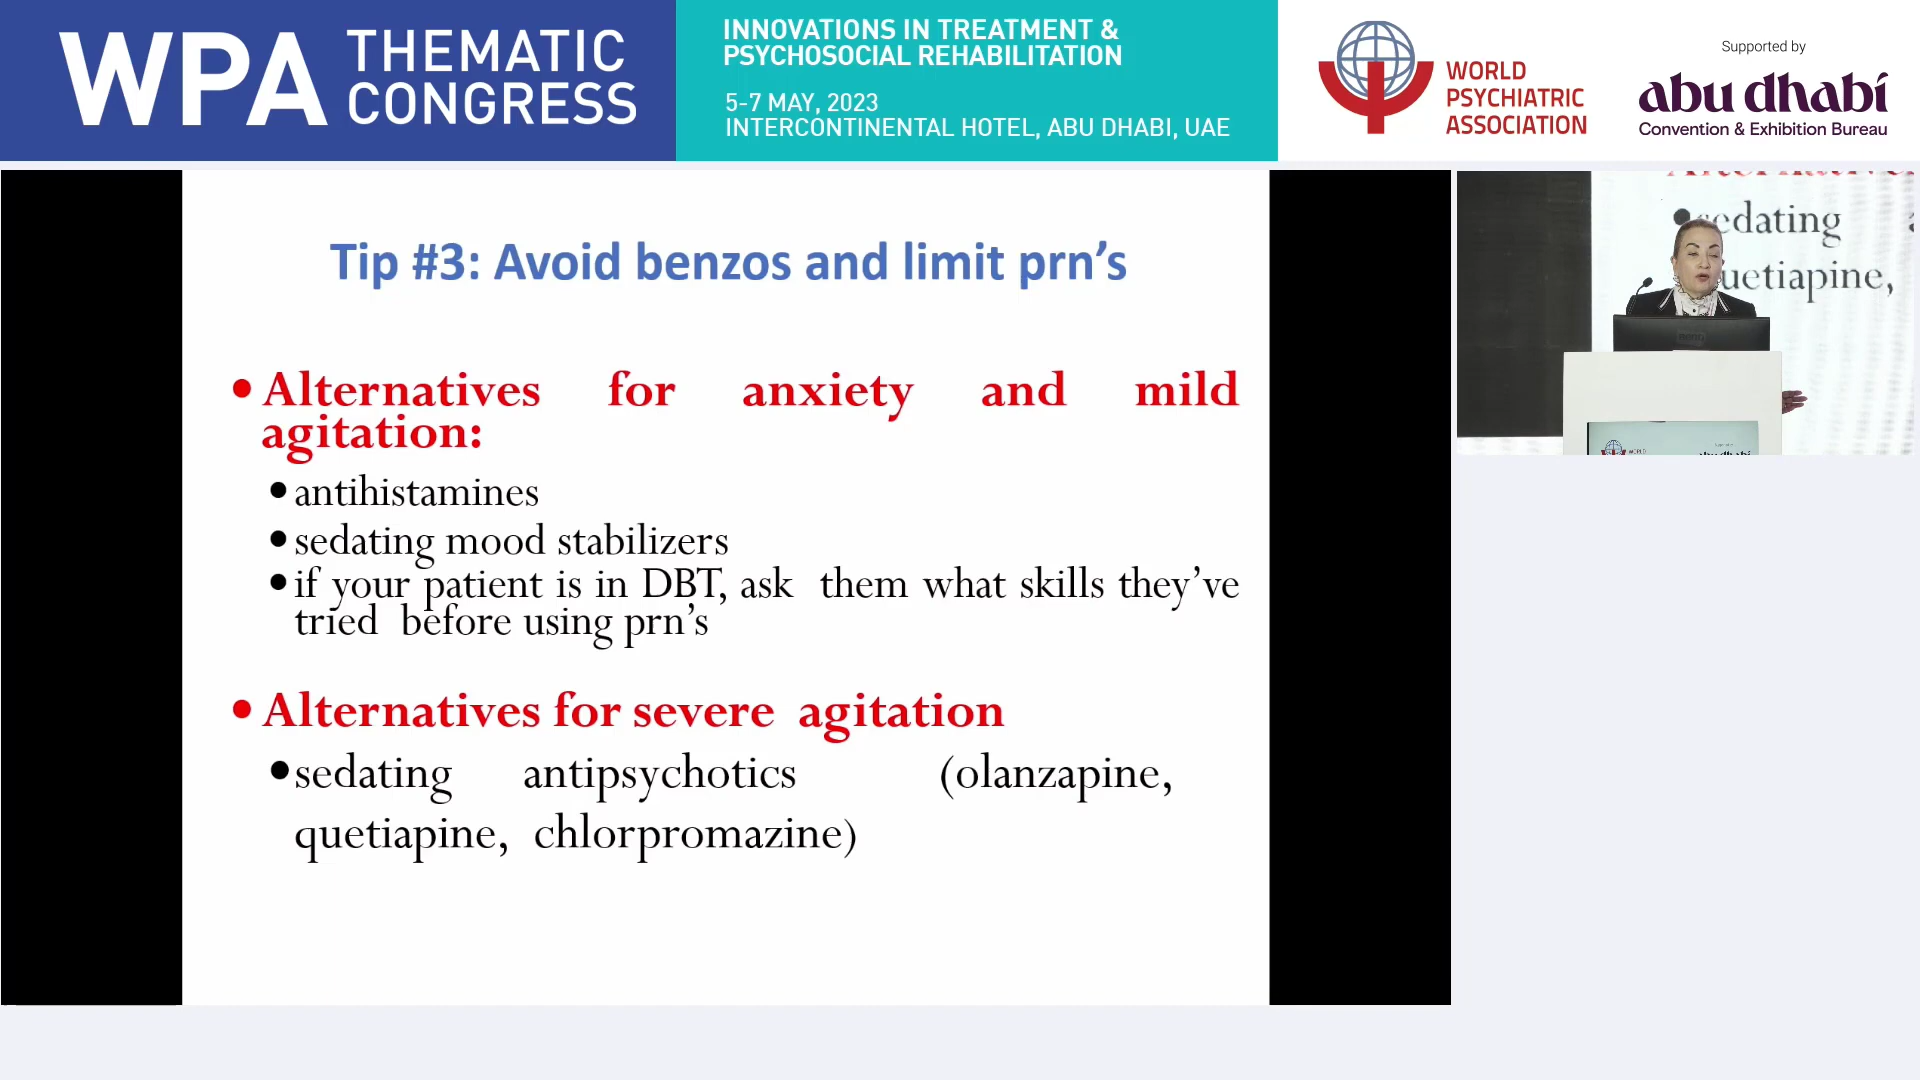 WPA THEMATIC
CONGRESS
INNOVATIONS IN TREATMENT &
PSYCHOSOCIAL REHABILITATION
5-7 MAY, 2023
INTERCONTINENTAL HOTEL, ABU DHABI, UAE
WORLD
PSYCHIATRIC
ASSOCIATION
Supported by
abu dhabi
Convention & Exhibition Bureau
Tip #3: Avoid benzos and limit prn's
• Alternatives for anxiety and mild
agitation:
• antihistamines
• sedating mood stabilizers
• if your patient is in DBT, ask them what skills they've
tried before using prn's
• Alternatives for severe agitation
• sedating antipsychotics (olanzapine,
quetiapine, chlorpromazine)
sedating
quetiapine,